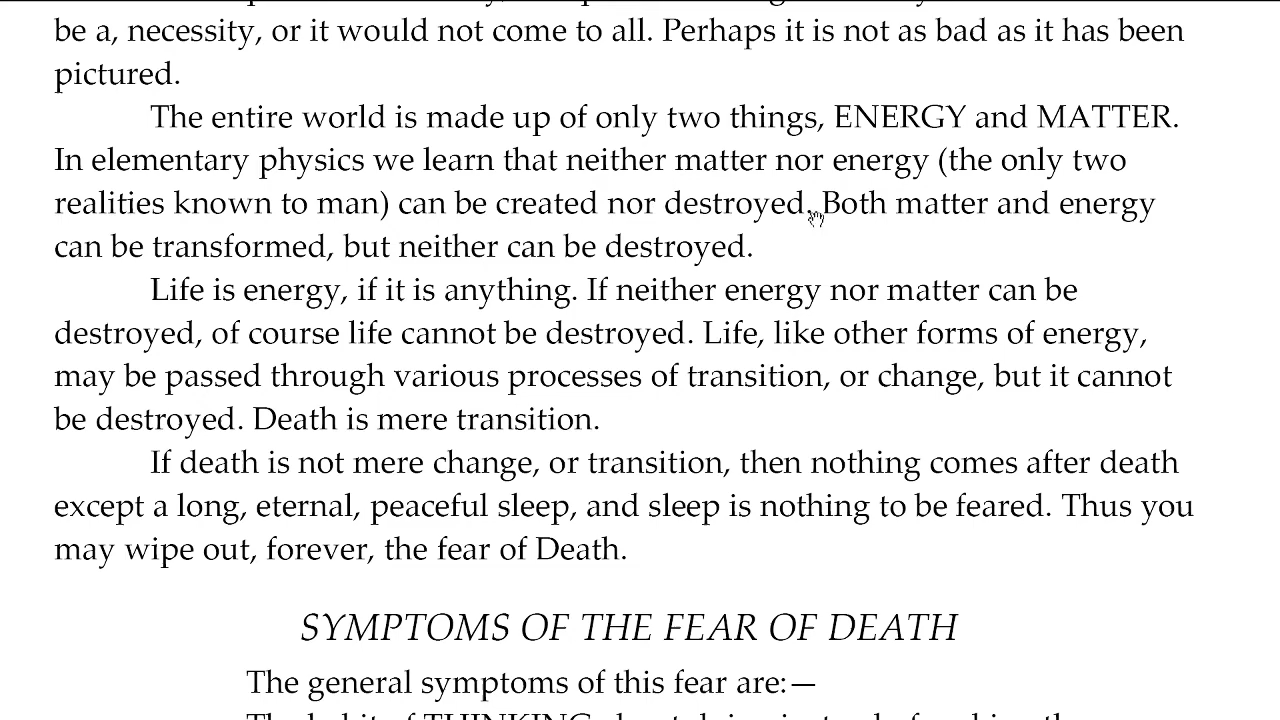 be a, necessity, or it would not come to all. Perhaps it is not as bad as it has been
pictured.
The entire world is made up of only two things, ENERGY and MATTER.
In elementary physics we learn that neither matter nor energy (the only two
realities known to man) can be created nor destroyed. Both matter and energy
can be transformed, but neither can be destroyed.
Life is energy, if it is anything. If neither energy nor matter can be
destroyed, of course life cannot be destroyed. Life, like other forms of energy,
may be passed through various processes of transition, or change, but it cannot
be destroyed. Death is mere transition.
If death is not mere change, or transition, then nothing comes after death
except a long, eternal, peaceful sleep, and sleep is nothing to be feared. Thus you
may wipe out, forever, the fear of Death.
SYMPTOMS OF THE FEAR OF DEATH
The general symptoms of this fear are:—